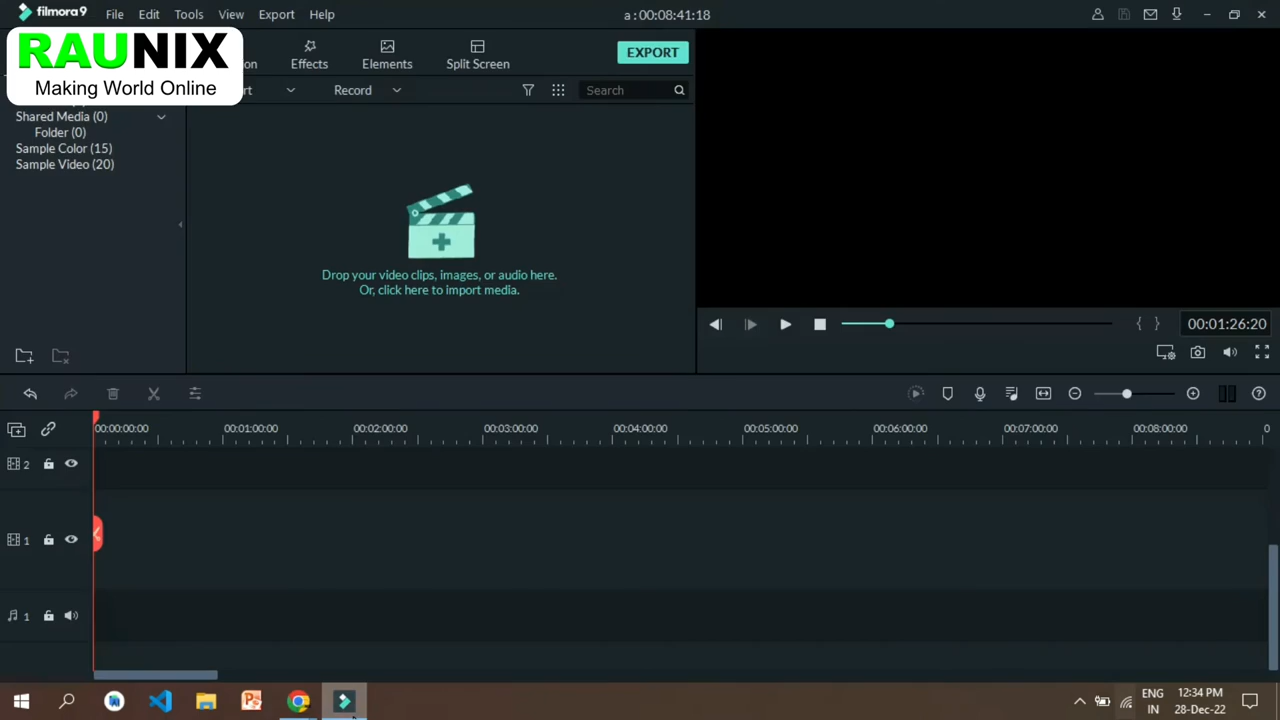 filmora9 File Edit Tools View Export Help a : 00:08:41:18
RAUNIX
Making World Online
Effects Elements Split Screen EXPORT
Record Search
Shared Media (0)
Folder (0)
Sample Color (15)
Sample Video (20)
Drop your video clips, images, or audio here.
Or, click here to import media.
00:01:26:20
00:00:00:00 00:01:00:00 00:02:00:00 00:03:00:00 00:04:00:00 00:05:00:00 00:06:00:00 00:07:00:00 00:08:00:00 0
2
1
1
ENG 12:34 PM
IN 28-Dec-22